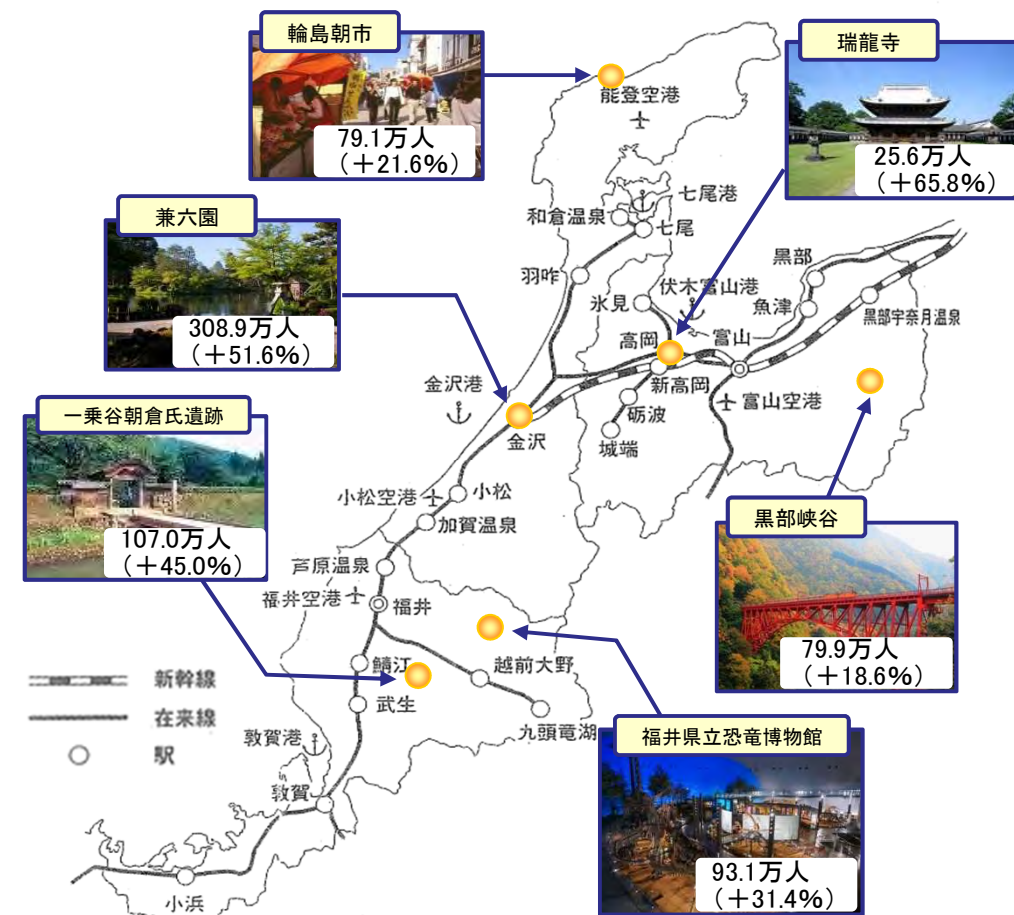 輪島朝市
79.1万人
(+21.6%)
瑞龍寺
25.6万人
(+65.8%)
兼六園
308.9万人
(+51.6%)
一乗谷朝倉氏遺跡
107.0万人
(+45.0%)
黒部峡谷
79.9万人
(+18.6%)
福井県立恐竜博物館
93.1万人
(+31.4%)
能登空港
七尾港
和倉温泉
七尾
羽咋
黒部
伏木富山港
氷見
魚津
黒部宇奈月温泉
高岡
富山
新高岡
金沢港
砺波
富山空港
金沢
城端
小松空港
小松
加賀温泉
芦原温泉
福井空港
福井
鯖江
越前大野
武生
九頭竜湖
敦賀港
敦賀
小浜
新幹線
在来線
駅